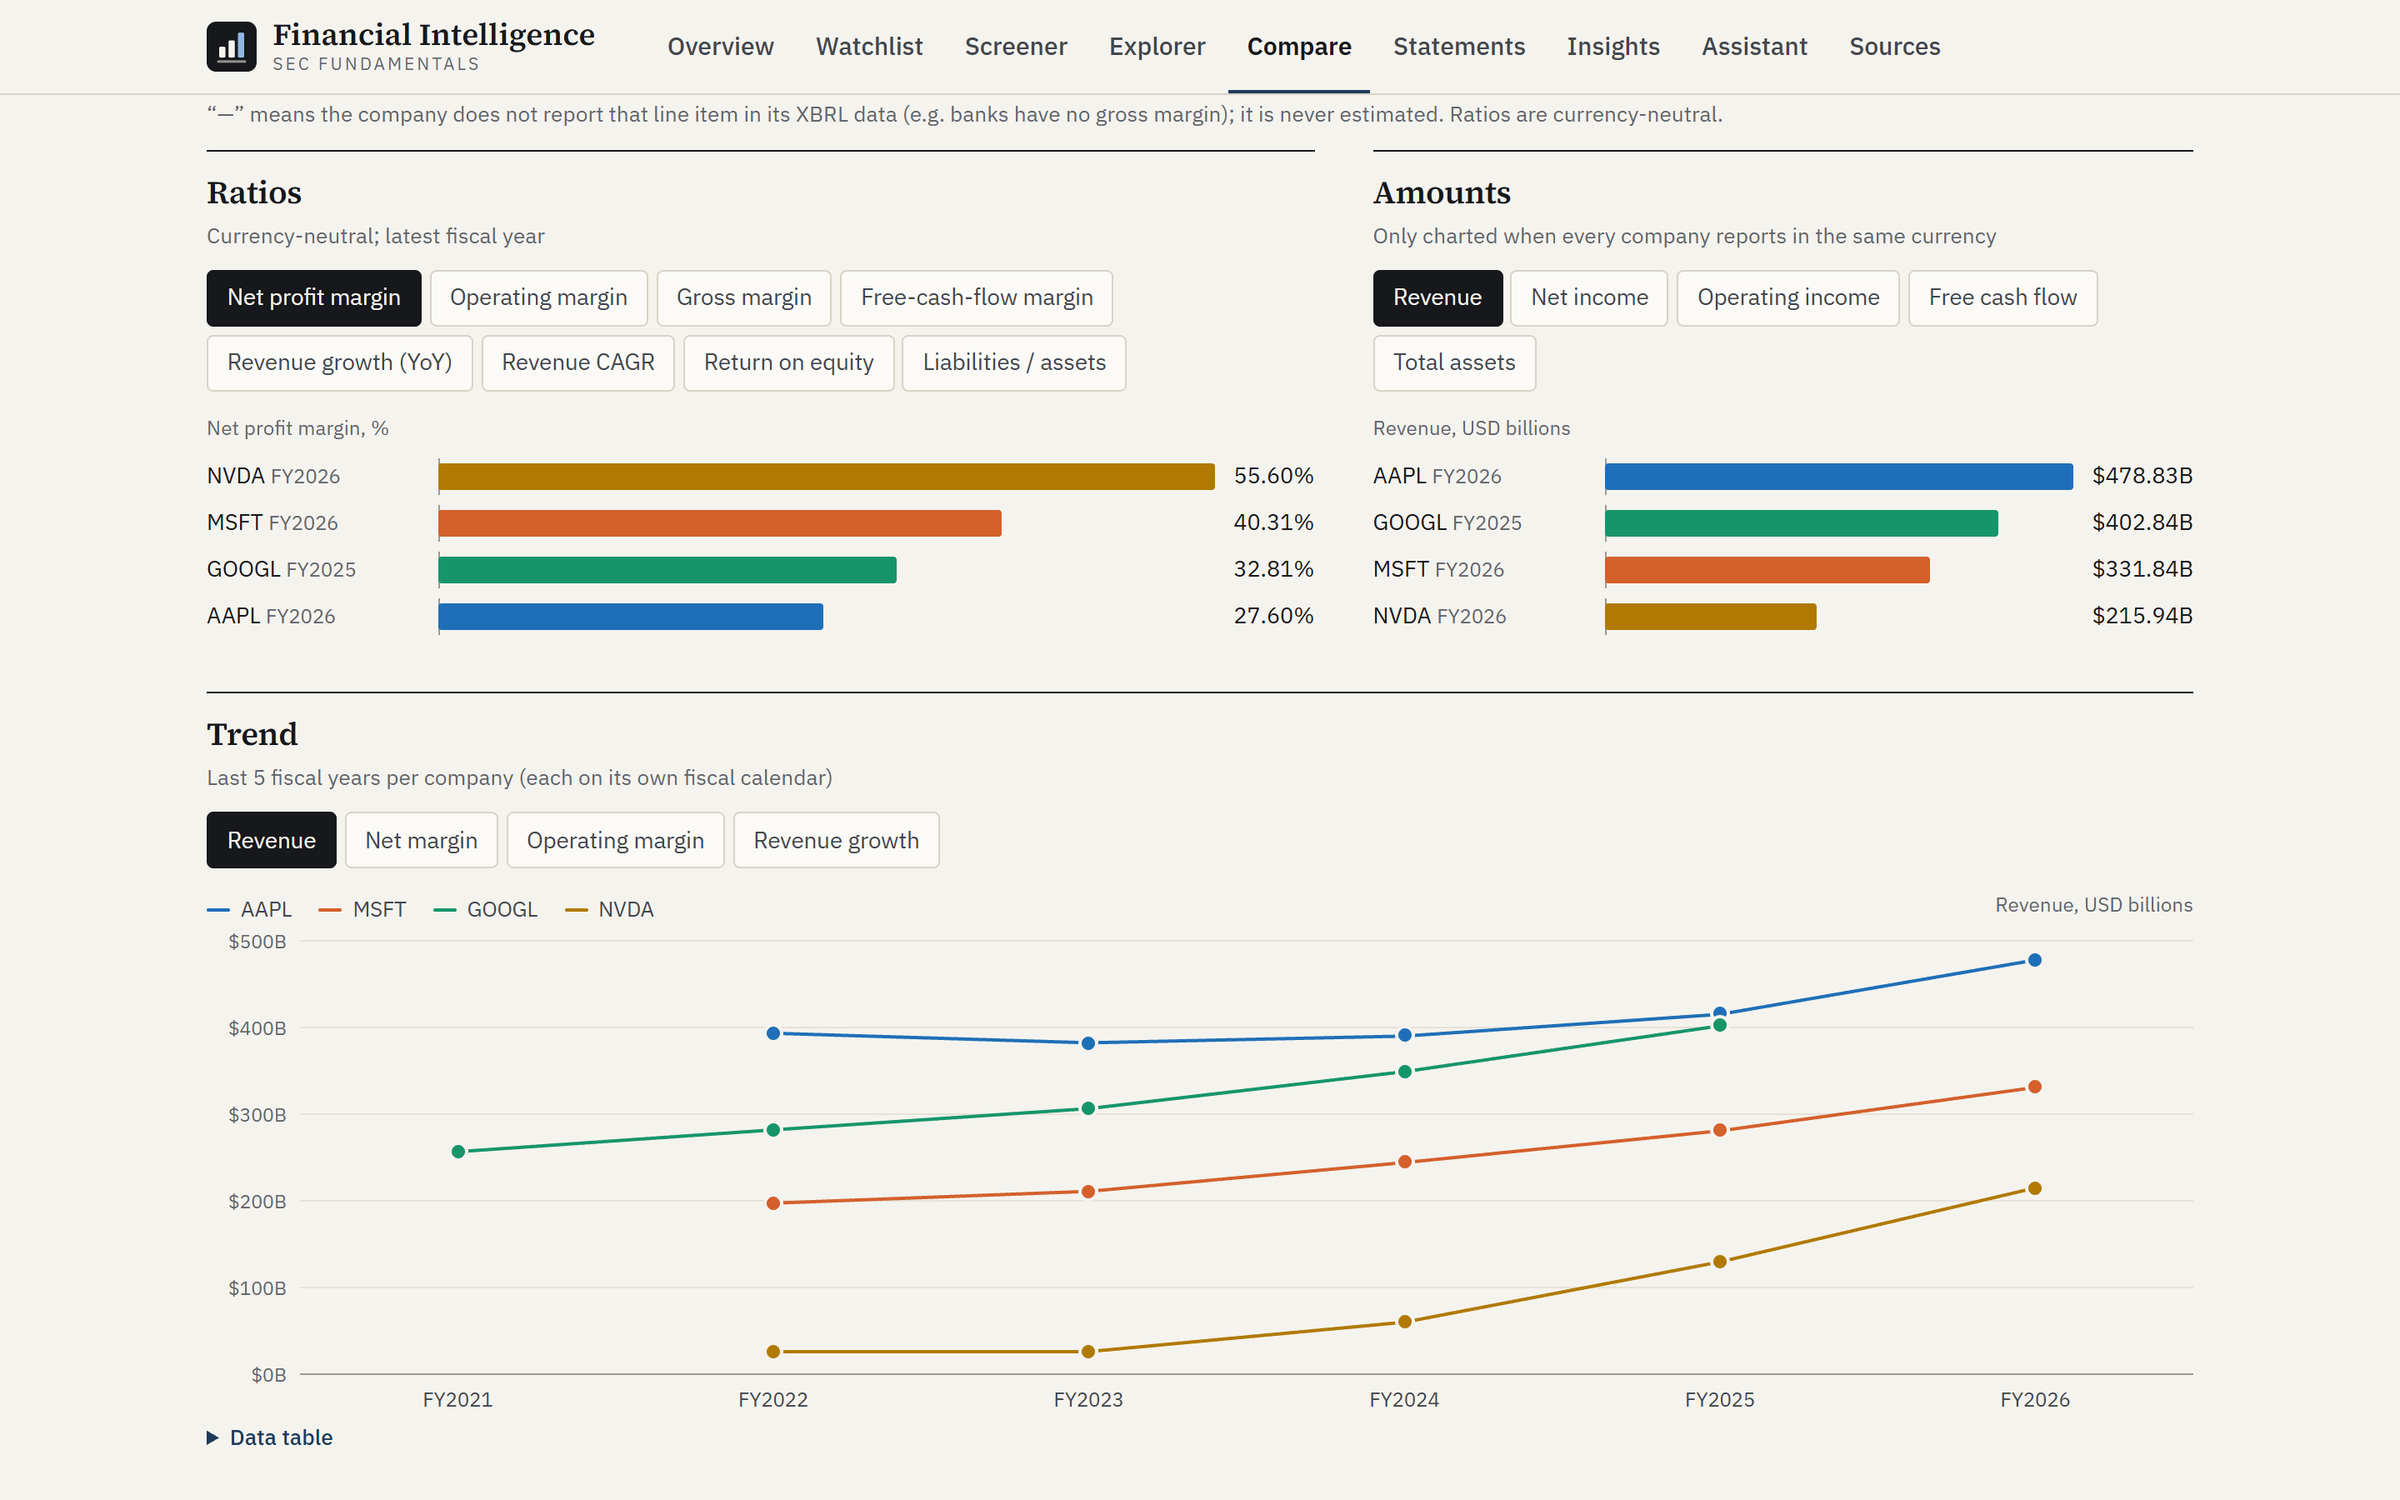 Financial Intelligence
SEC FUNDAMENTALS
Overview Watchlist Screener Explorer Compare Statements Insights Assistant Sources
“—” means the company does not report that line item in its XBRL data (e.g. banks have no gross margin); it is never estimated. Ratios are currency-neutral.
Ratios
Currency-neutral; latest fiscal year
Net profit margin Operating margin Gross margin Free-cash-flow margin
Revenue growth (YoY) Revenue CAGR Return on equity Liabilities / assets
Net profit margin, %
NVDA FY2026 55.60%
MSFT FY2026 40.31%
GOOGL FY2025 32.81%
AAPL FY2026 27.60%
Amounts
Only charted when every company reports in the same currency
Revenue Net income Operating income Free cash flow
Total assets
Revenue, USD billions
AAPL FY2026 $478.83B
GOOGL FY2025 $402.84B
MSFT FY2026 $331.84B
NVDA FY2026 $215.94B
Trend
Last 5 fiscal years per company (each on its own fiscal calendar)
Revenue Net margin Operating margin Revenue growth
AAPL MSFT GOOGL NVDA
Revenue, USD billions
$500B
$400B
$300B
$200B
$100B
$0B
FY2021 FY2022 FY2023 FY2024 FY2025 FY2026
Data table